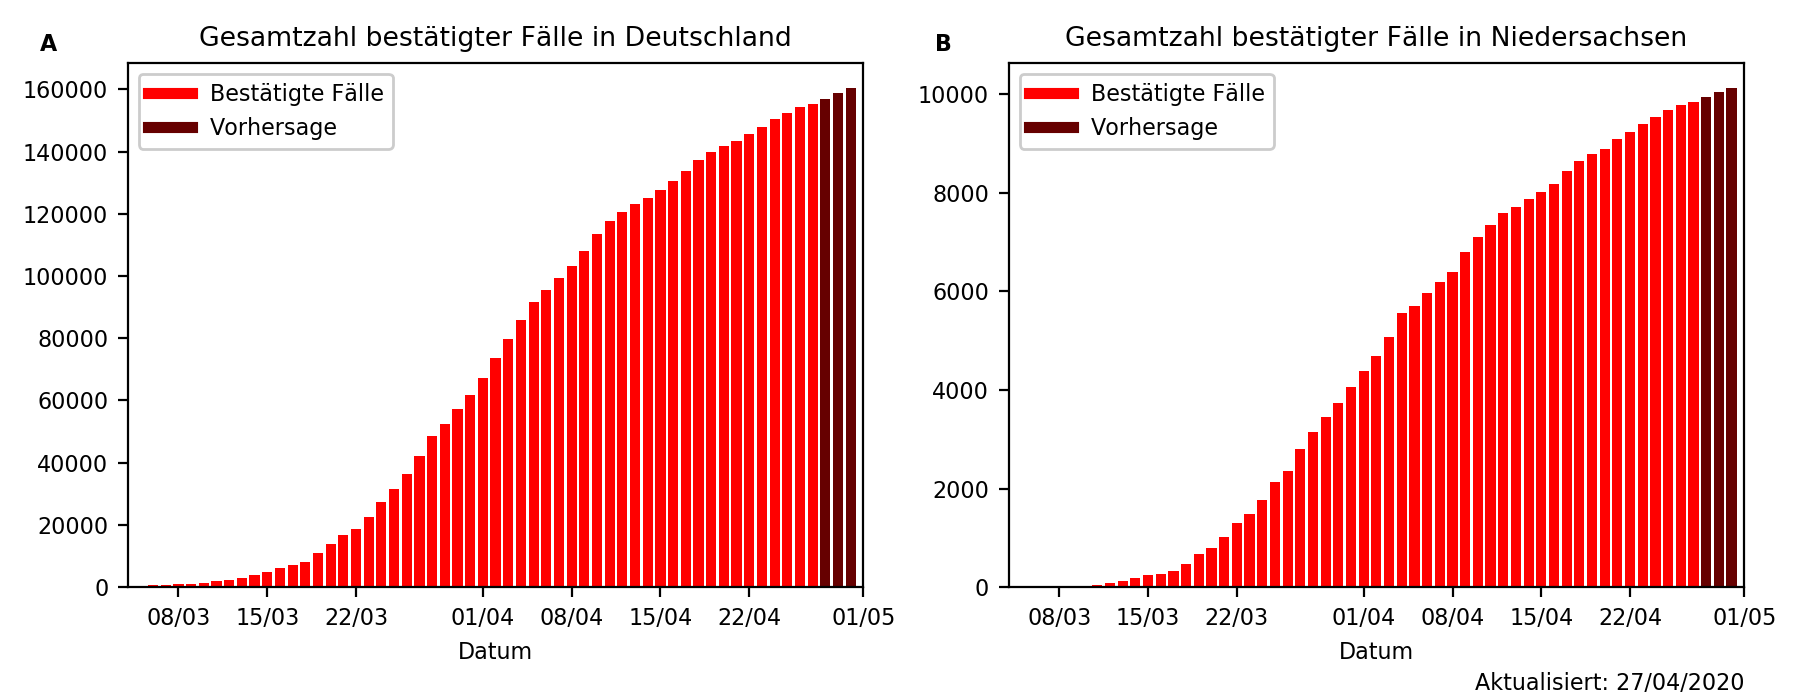 A
Gesamtzahl bestätigter Fälle in Deutschland
Bestätigte Fälle
Vorhersage
160000
140000
120000
100000
80000
60000
40000
20000
0
08/03 15/03 22/03 01/04 08/04 15/04 22/04 01/05
Datum
B
Gesamtzahl bestätigter Fälle in Niedersachsen
Bestätigte Fälle
Vorhersage
10000
8000
6000
4000
2000
0
08/03 15/03 22/03 01/04 08/04 15/04 22/04 01/05
Datum
Aktualisiert: 27/04/2020